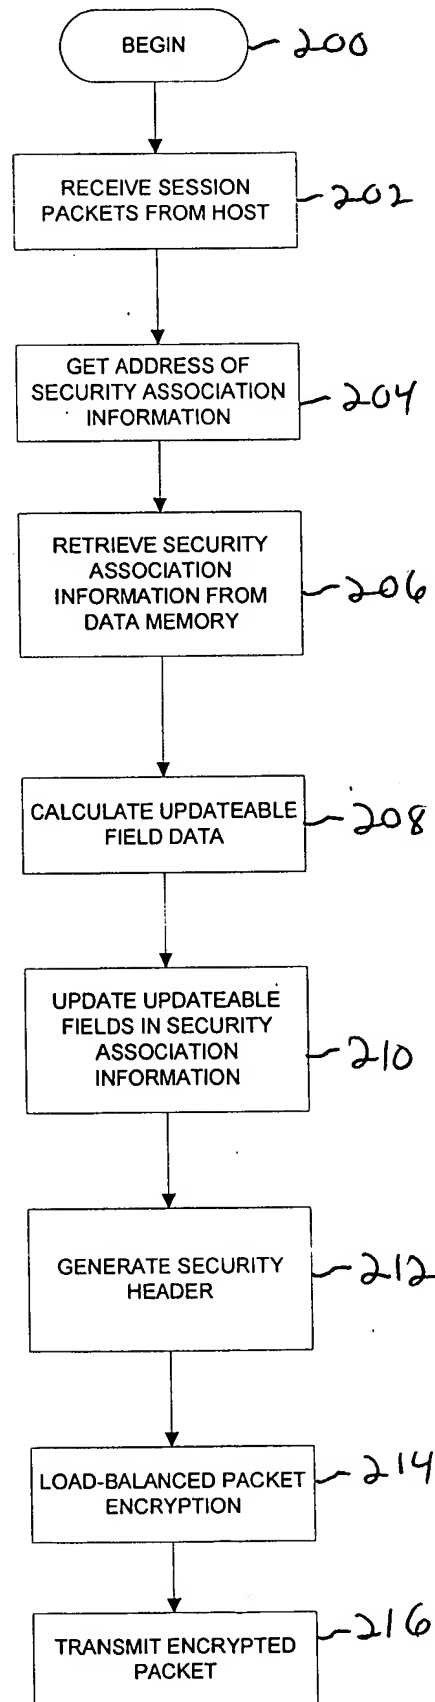 BEGIN 200
RECEIVE SESSION
PACKETS FROM HOST
202
GET ADDRESS OF
SECURITY ASSOCIATION
INFORMATION
204
RETRIEVE SECURITY
ASSOCIATION
INFORMATION FROM
DATA MEMORY
206
CALCULATE UPDATEABLE
FIELD DATA
208
UPDATE UPDATEABLE
FIELDS IN SECURITY
ASSOCIATION
INFORMATION
210
GENERATE SECURITY
HEADER
212
LOAD-BALANCED PACKET
ENCRYPTION
214
TRANSMIT ENCRYPTED
PACKET
216